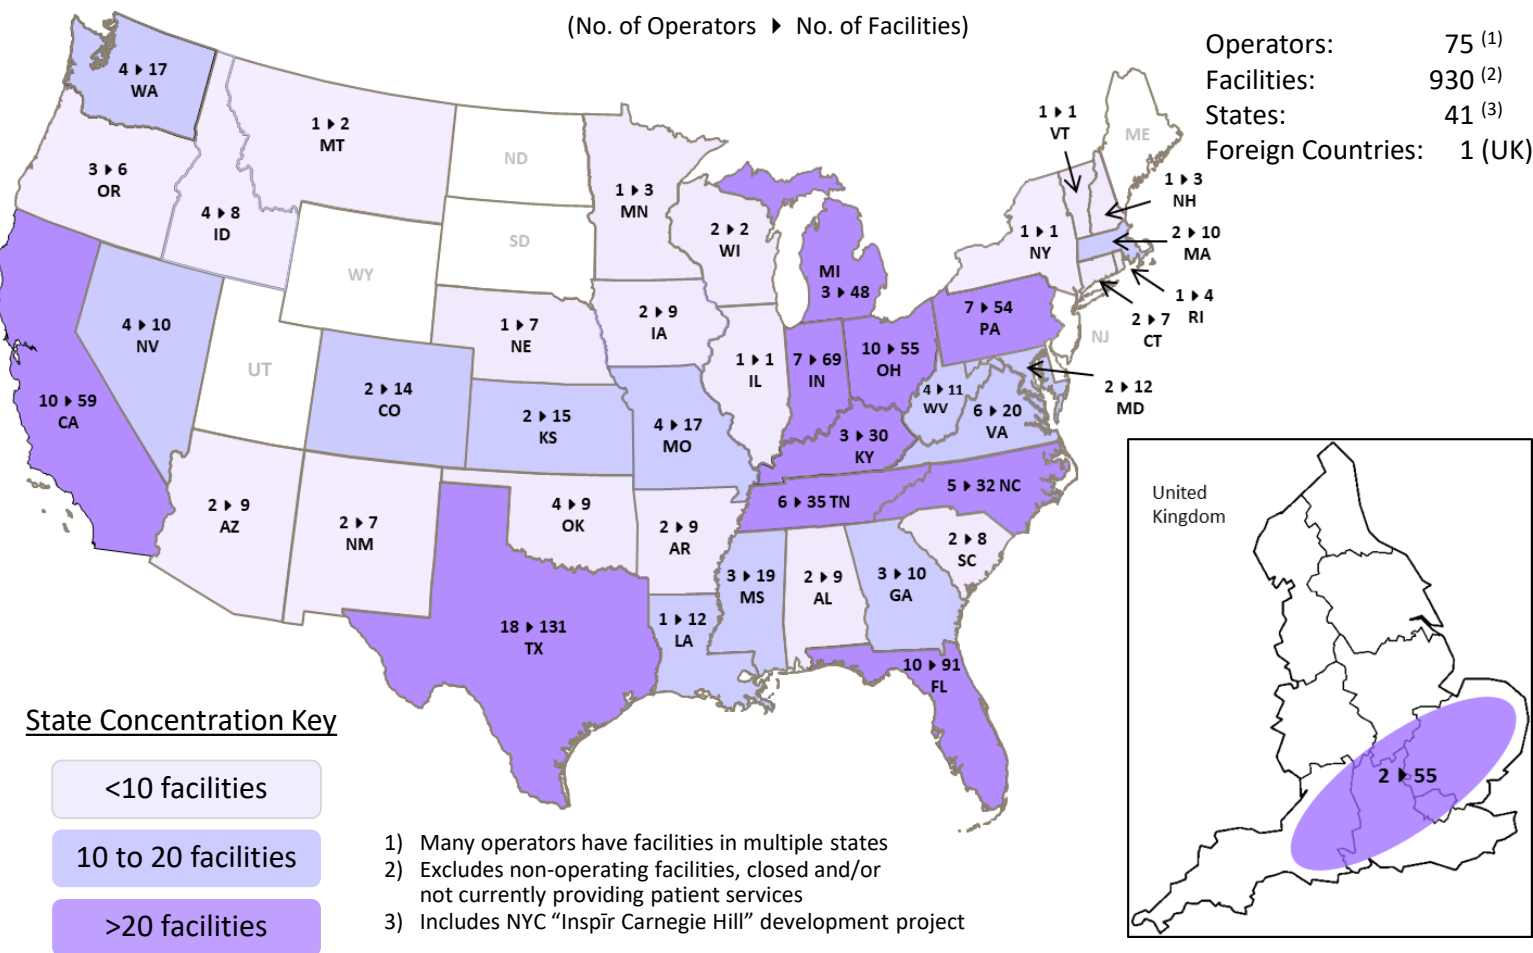 (No. of Operators ▶ No. of Facilities)
Operators: 75 (1)
Facilities: 930 (2)
States: 41 (3)
Foreign Countries: 1 (UK)
4 ▶ 17
WA
1 ▶ 2
MT
ND
3 ▶ 6
OR
4 ▶ 8
ID
1 ▶ 3
MN
SD
WY
2 ▶ 2
WI
MI
3 ▶ 48
1 ▶ 1
VT
ME
1 ▶ 3
NH
1 ▶ 1
NY
2 ▶ 10
MA
1 ▶ 4
RI
2 ▶ 7
CT
NJ
7 ▶ 54
PA
4 ▶ 10
NV
UT
1 ▶ 7
NE
2 ▶ 9
IA
1 ▶ 1
IL
7 ▶ 69
IN
10 ▶ 55
OH
2 ▶ 12
MD
10 ▶ 59
CA
2 ▶ 14
CO
2 ▶ 15
KS
4 ▶ 17
MO
3 ▶ 30
KY
4 ▶ 11
WV
6 ▶ 20
VA
2 ▶ 9
AZ
2 ▶ 7
NM
4 ▶ 9
OK
2 ▶ 9
AR
6 ▶ 35 TN
5 ▶ 32 NC
2 ▶ 8
SC
3 ▶ 19
MS
2 ▶ 9
AL
3 ▶ 10
GA
18 ▶ 131
TX
1 ▶ 12
LA
10 ▶ 91
FL
United
Kingdom
2 ▶ 55
State Concentration Key
<10 facilities
10 to 20 facilities
>20 facilities
1) Many operators have facilities in multiple states
2) Excludes non-operating facilities, closed and/or
not currently providing patient services
3) Includes NYC “Inspīr Carnegie Hill” development project